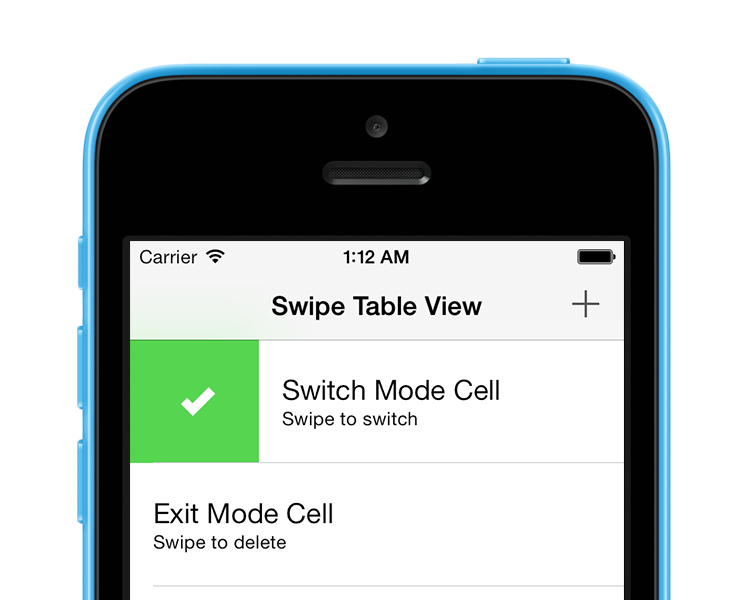 Carrier 1:12 AM
Swipe Table View
Switch Mode Cell
Swipe to switch
Exit Mode Cell
Swipe to delete